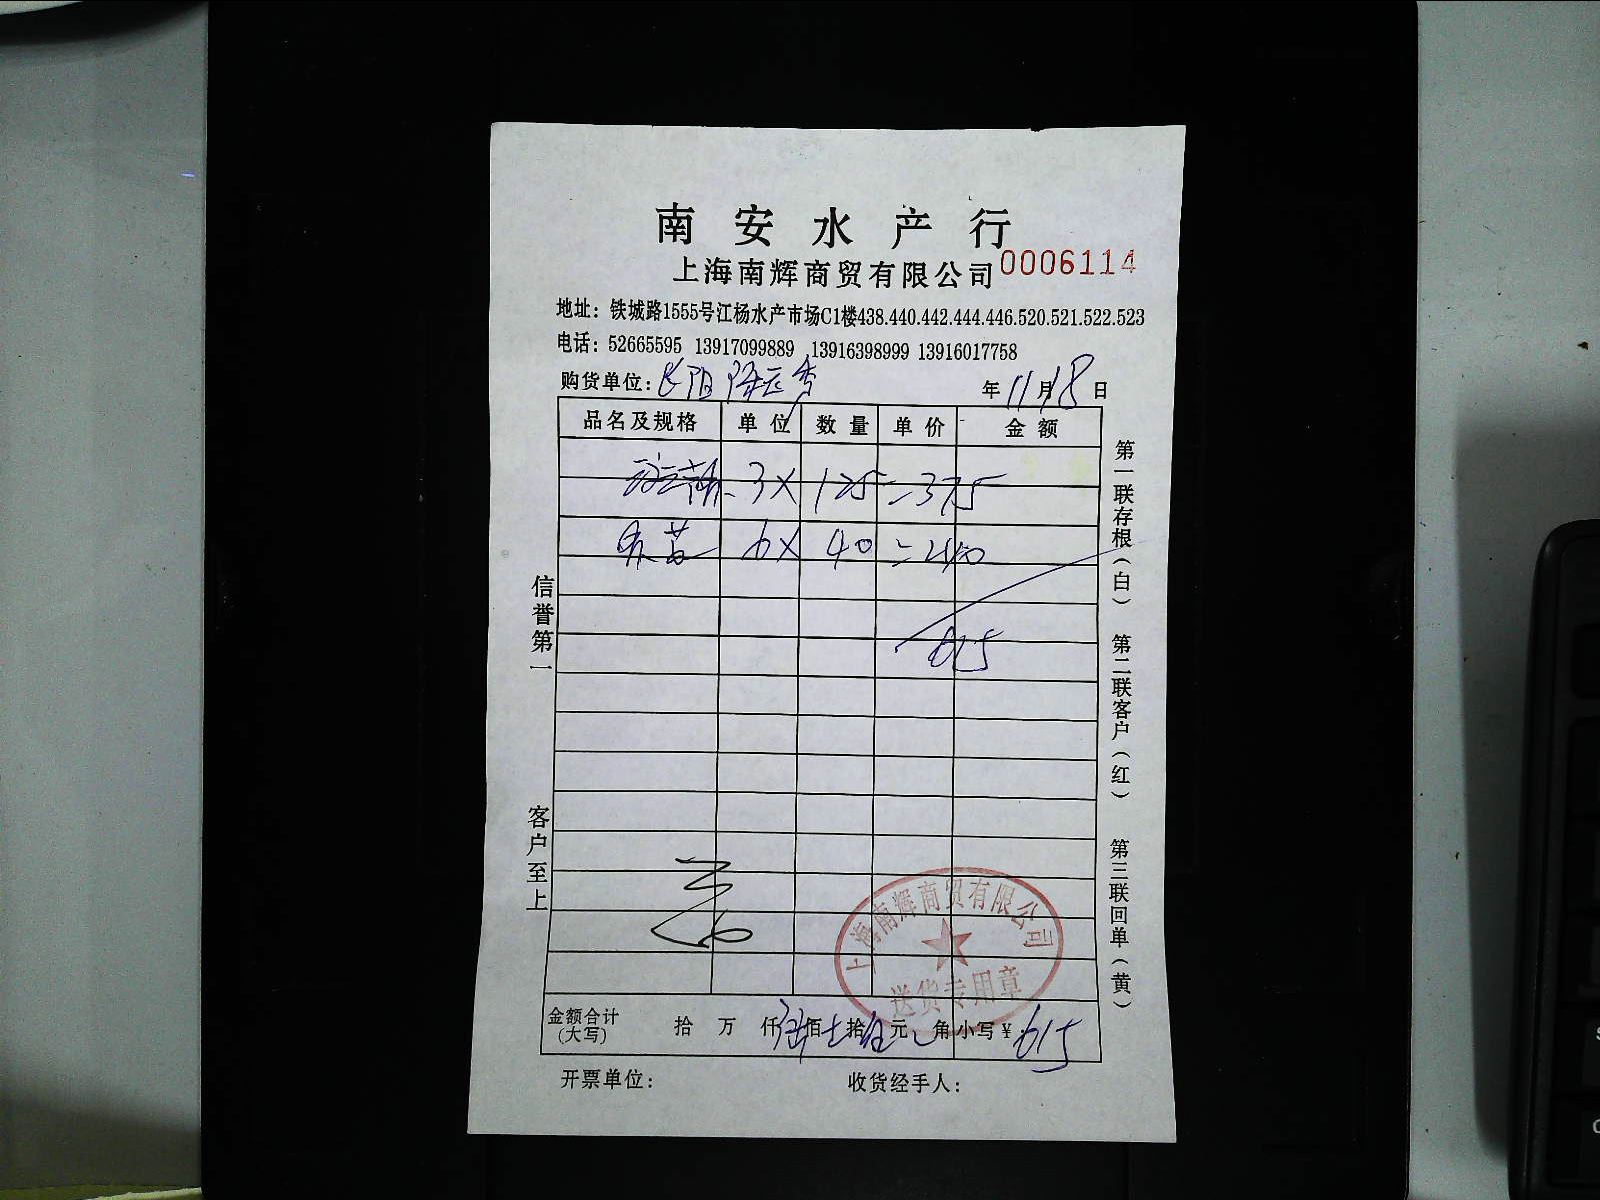 南安水产行
上海南辉商贸有限公司 0006114
地址：铁城路1555号江杨水产市场C1楼438.440.442.444.446.520.521.522.523
电话：52665595 13917099889 13916398999 13916017758
购货单位： 年11月18日
品名及规格 单位 数量 单价 金额
3X 125=375
6X 40=240
615
信誉第一
客户至上
第一联存根（白） 第二联客户（红） 第三联回单（黄）
上海南辉商贸有限公司
送货专用章
金额合计（大写） 拾 万 仟陆佰 拾伍元 角 小写￥615
开票单位： 收货经手人：